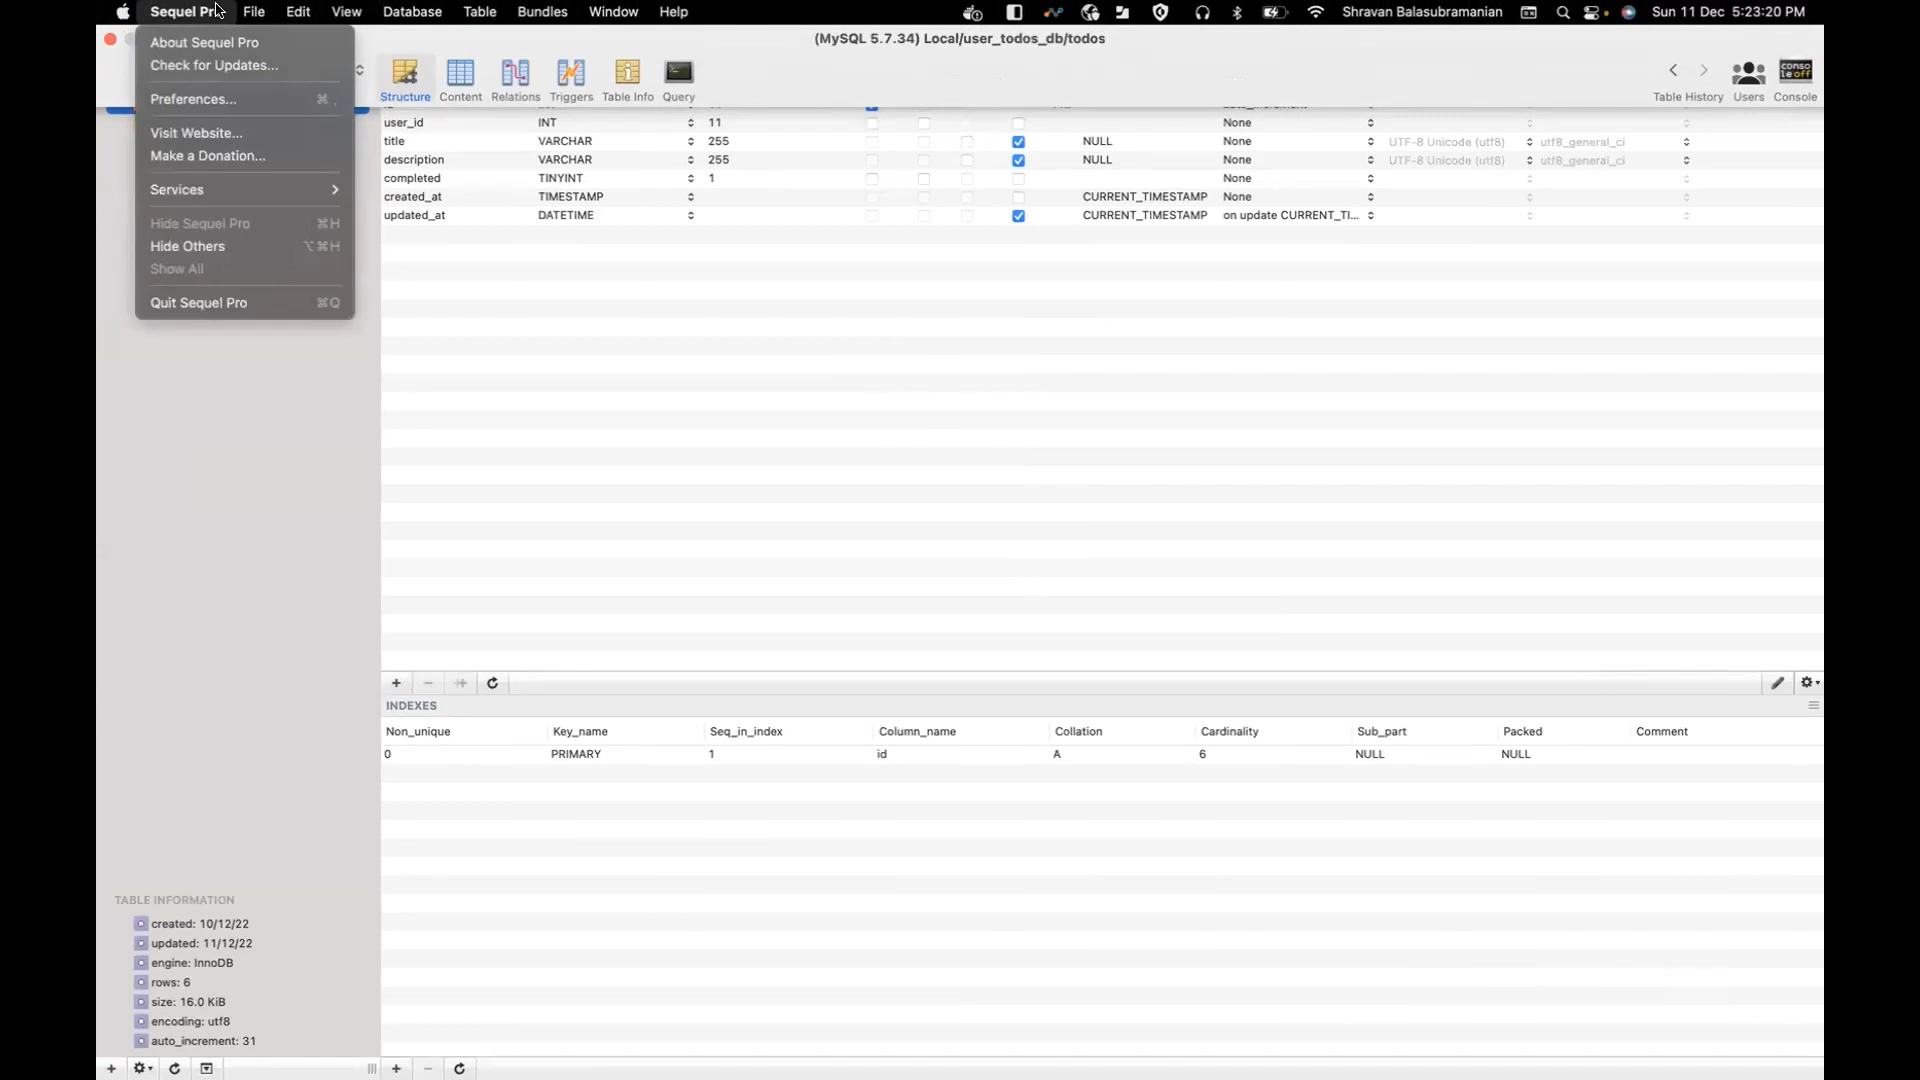 Sequel Pro File Edit View Database Table Bundles Window Help Shravan Balasubramanian Sun 11 Dec 5:23:20 PM
(MySQL 5.7.34) Local/user_todos_db/todos
About Sequel Pro
Check for Updates...
Preferences... ⌘ ,
Visit Website...
Make a Donation...
Services
Hide Sequel Pro ⌘H
Hide Others ⌥⌘H
Show All
Quit Sequel Pro ⌘Q
Structure Content Relations Triggers Table Info Query Table History Users Console
conso
le off
user_id INT 11 None
title VARCHAR 255 NULL None UTF-8 Unicode (utf8) utf8_general_ci
description VARCHAR 255 NULL None UTF-8 Unicode (utf8) utf8_general_ci
completed TINYINT 1 None
created_at TIMESTAMP CURRENT_TIMESTAMP None
updated_at DATETIME CURRENT_TIMESTAMP on update CURRENT_TI...
INDEXES
Non_unique Key_name Seq_in_index Column_name Collation Cardinality Sub_part Packed Comment
0 PRIMARY 1 id A 6 NULL NULL
TABLE INFORMATION
created: 10/12/22
updated: 11/12/22
engine: InnoDB
rows: 6
size: 16.0 KiB
encoding: utf8
auto_increment: 31